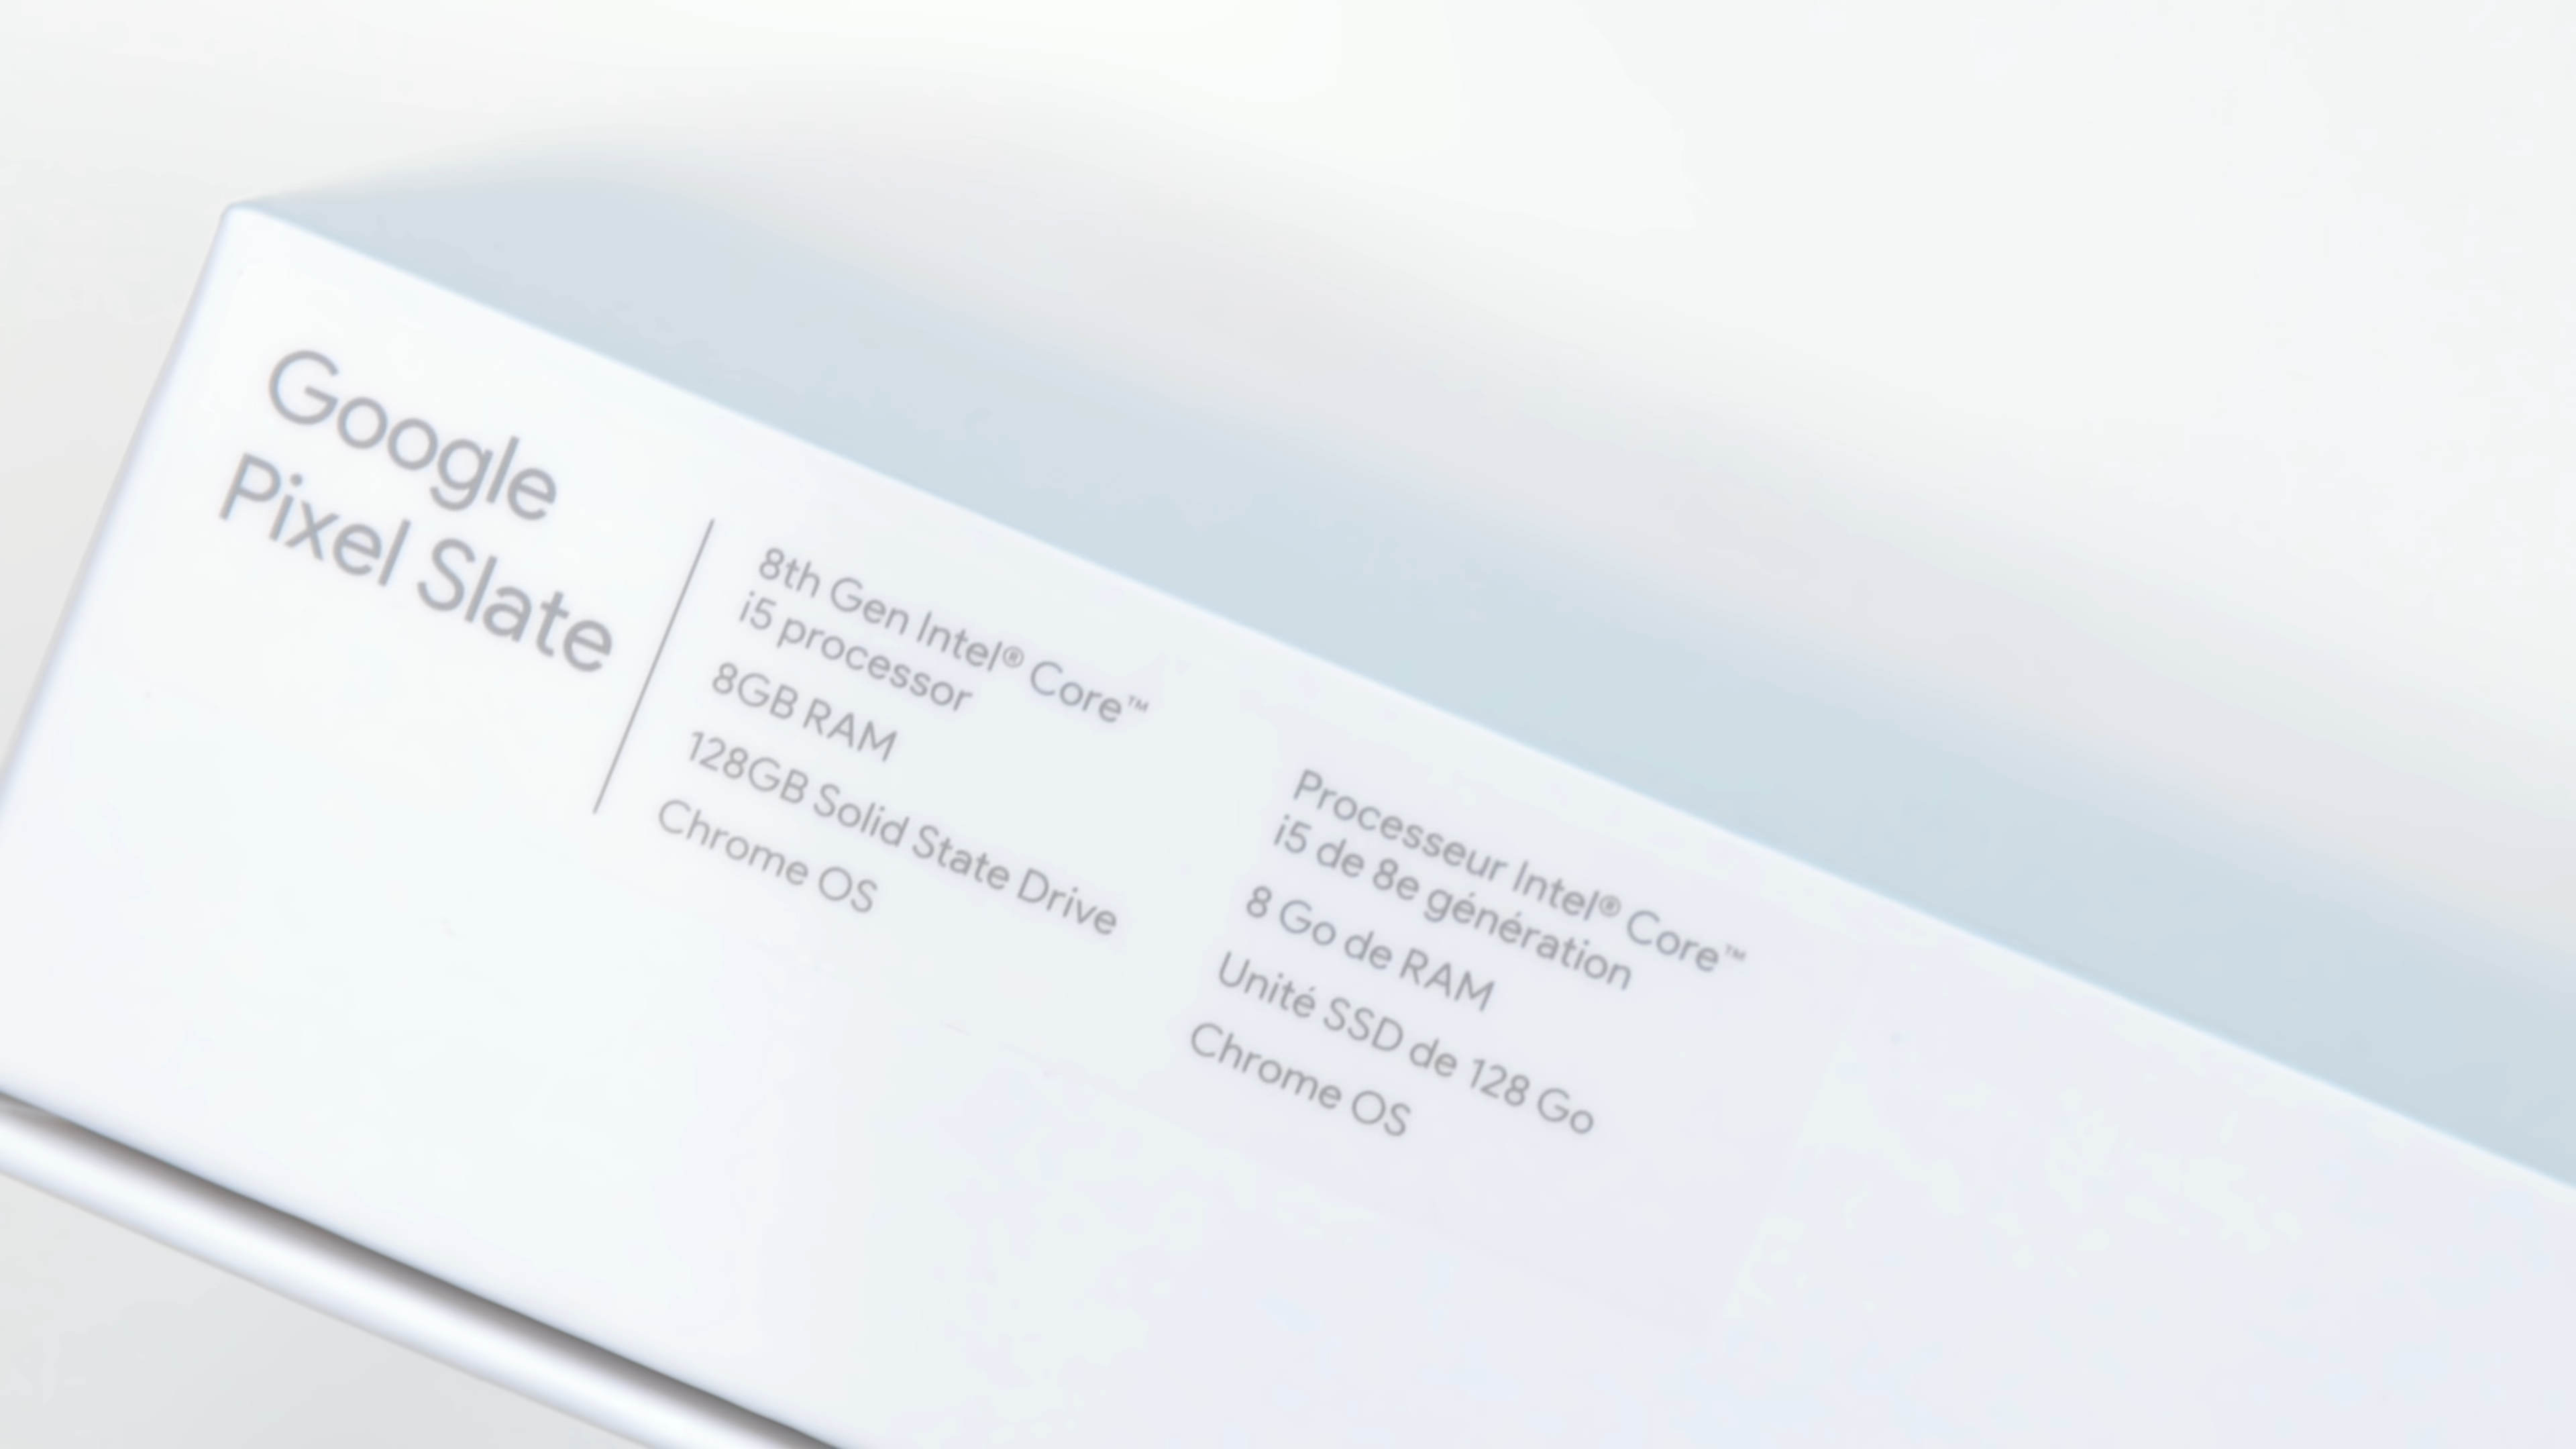 Google
Pixel Slate
8th Gen Intel® Core™
i5 processor
8GB RAM
128GB Solid State Drive
Chrome OS
Processeur Intel® Core™
i5 de 8e génération
8 Go de RAM
Unité SSD de 128 Go
Chrome OS